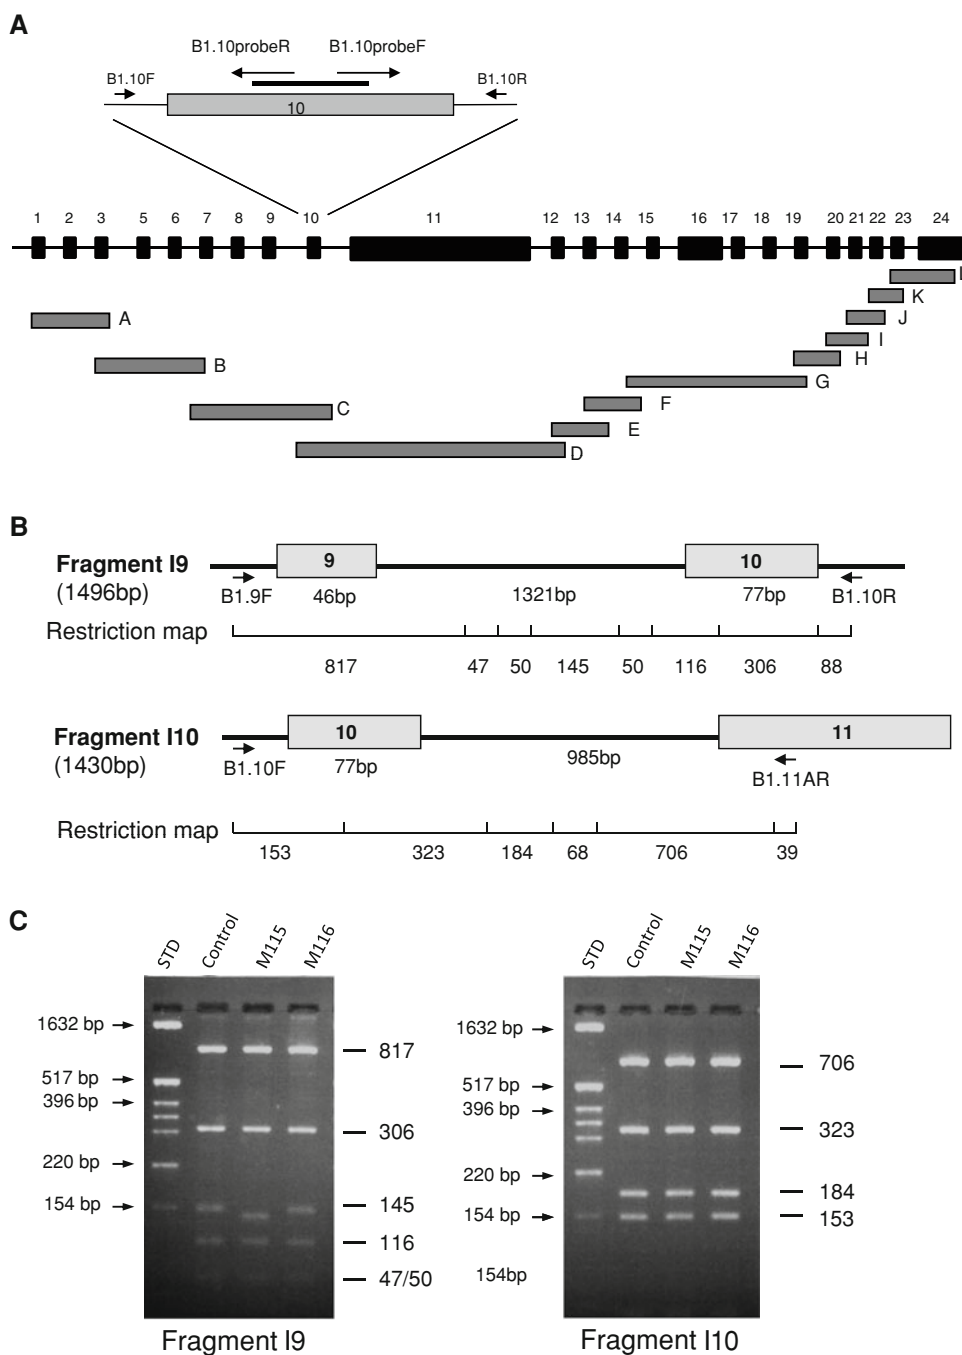 A
B1.10probeR B1.10probeF
B1.10F B1.10R
10
1 2 3 5 6 7 8 9 10 11 12 13 14 15 16 17 18 19 20 21 22 23 24
K
A J
I
B H
G
C F
E
D
B
Fragment I9
(1496bp)
9 10
B1.9F 46bp 1321bp 77bp B1.10R
Restriction map
817 47 50 145 50 116 306 88
Fragment I10
(1430bp)
10 11
B1.10F 77bp 985bp B1.11AR
Restriction map
153 323 184 68 706 39
C
STD Control M115 M116
1632 bp
517 bp
396 bp
220 bp
154 bp
817
306
145
116
47/50
Fragment I9
STD Control M115 M116
1632 bp
517 bp
396 bp
220 bp
154 bp
154bp
706
323
184
153
Fragment I10